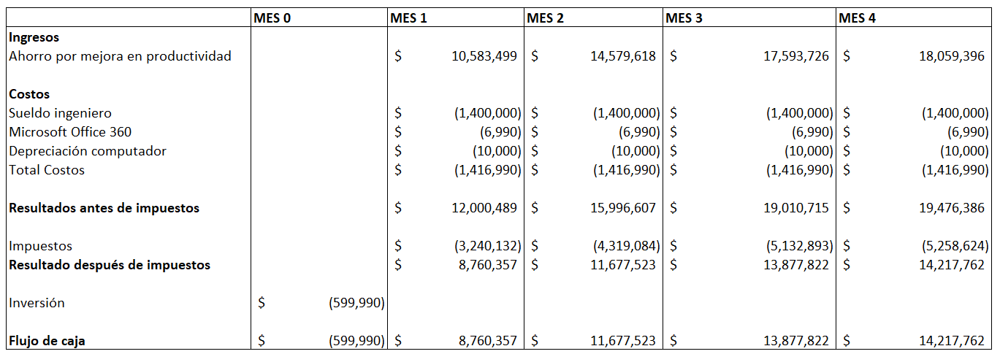 MES 0 MES 1 MES 2 MES 3 MES 4
Ingresos
Ahorro por mejora en productividad $ 10,583,499 $ 14,579,618 $ 17,593,726 $ 18,059,396
Costos
Sueldo ingeniero $ (1,400,000) $ (1,400,000) $ (1,400,000) $ (1,400,000)
Microsoft Office 360 $ (6,990) $ (6,990) $ (6,990) $ (6,990)
Depreciación computador $ (10,000) $ (10,000) $ (10,000) $ (10,000)
Total Costos $ (1,416,990) $ (1,416,990) $ (1,416,990) $ (1,416,990)
Resultados antes de impuestos $ 12,000,489 $ 15,996,607 $ 19,010,715 $ 19,476,386
Impuestos $ (3,240,132) $ (4,319,084) $ (5,132,893) $ (5,258,624)
Resultado después de impuestos $ 8,760,357 $ 11,677,523 $ 13,877,822 $ 14,217,762
Inversión $ (599,990)
Flujo de caja $ (599,990) $ 8,760,357 $ 11,677,523 $ 13,877,822 $ 14,217,762